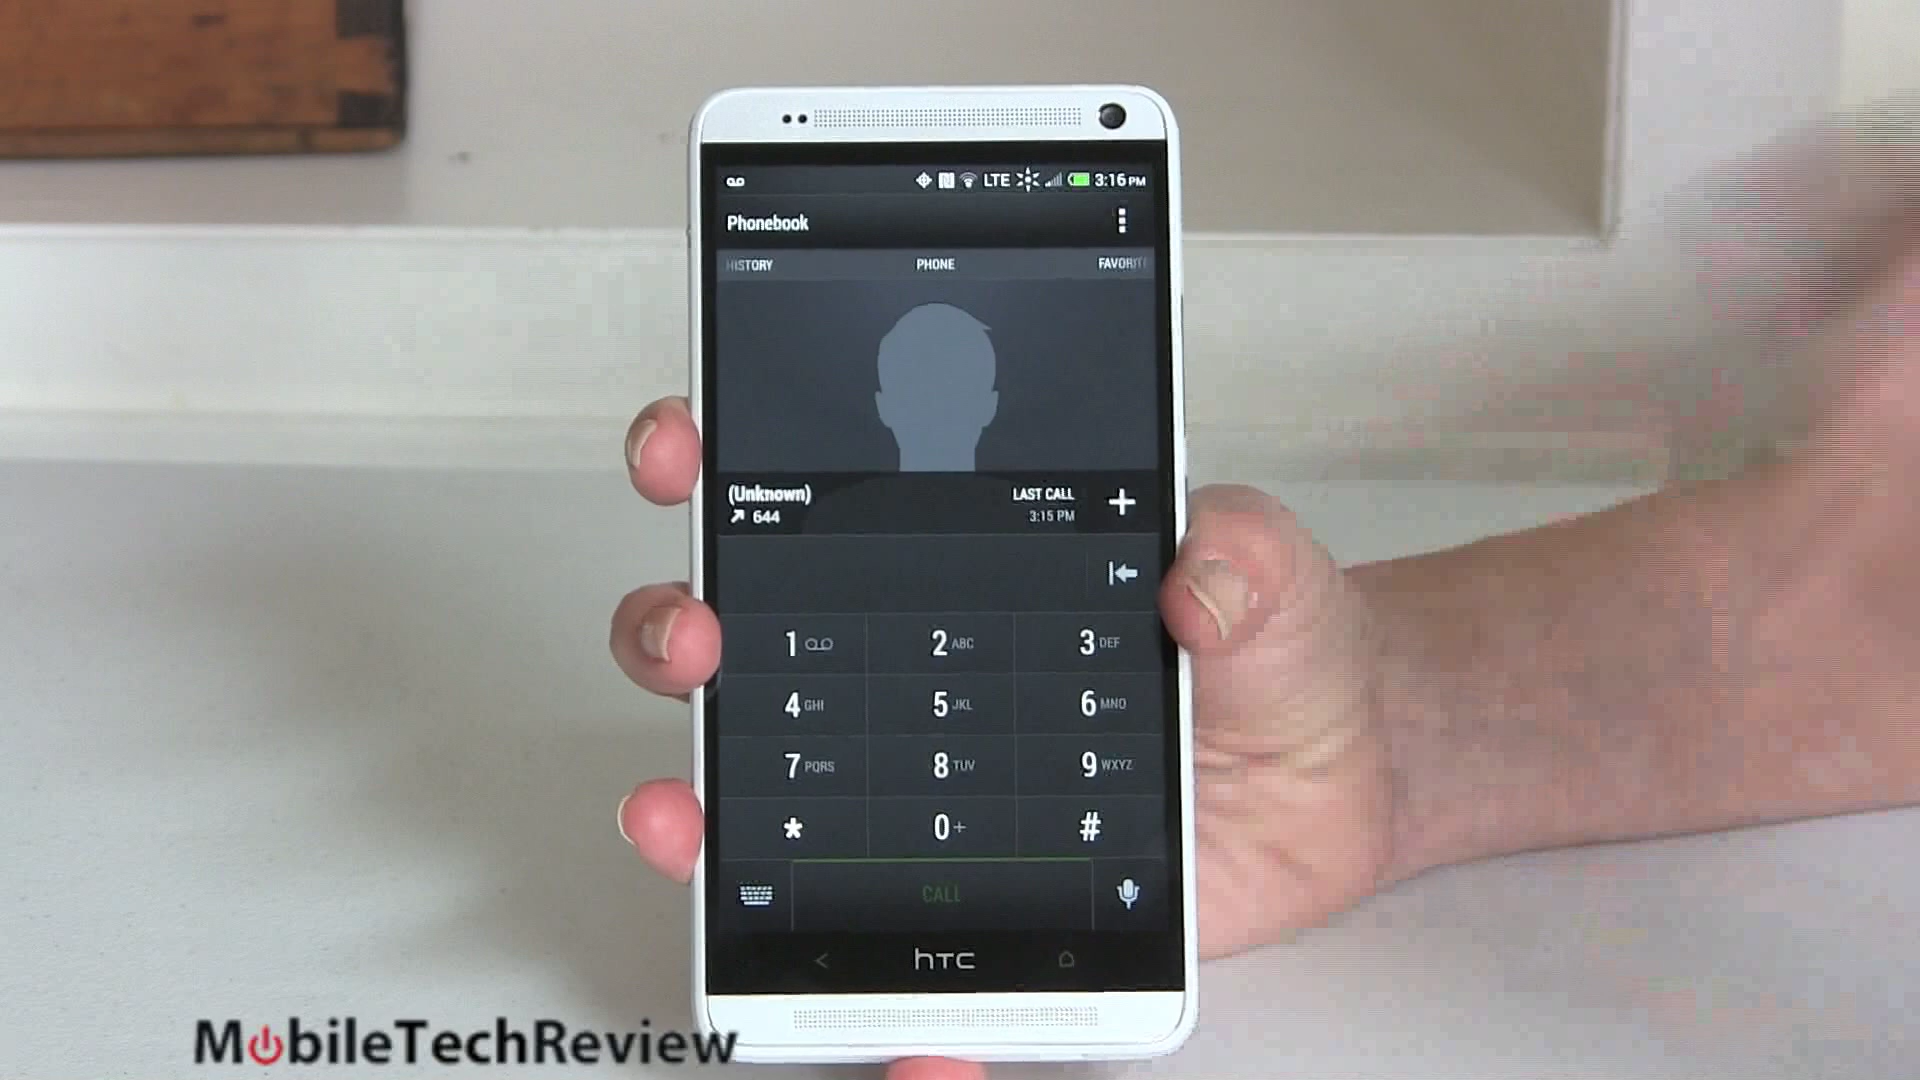 LTE 3:16 PM
Phonebook
HISTORY PHONE FAVORITE
(Unknown) LAST CALL
644 3:15 PM
1 2 ABC 3 DEF
4 GHI 5 JKL 6 MNO
7 PQRS 8 TUV 9 WXYZ
* 0 + #
CALL
hTC
MobileTechReview